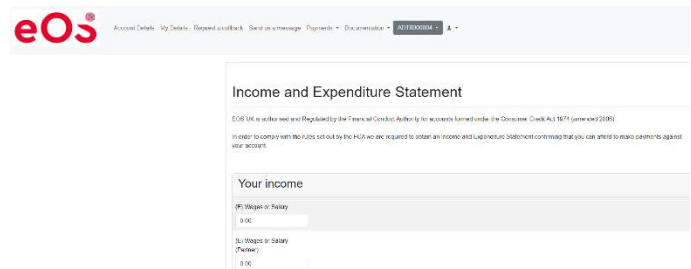 eOS
Account Details My Details Request a callback Send us a message Payments Documentation
Income and Expenditure Statement
EOS UK is authorised and Regulated by the Financial Conduct Authority for accounts formed under the Consumer Credit Act 1974 (amended 2006)
In order to comply with the rules set out by the FCA we are required to obtain an Income and Expenditure Statement confirming that you can afford to make payments against
your account.
Your income
Wages or Salary
0.00
Wages or Salary
(Partner)
0.00